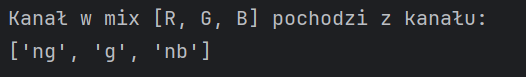 Kanał w mix [R, G, B] pochodzi z kanału:
['ng', 'g', 'nb']